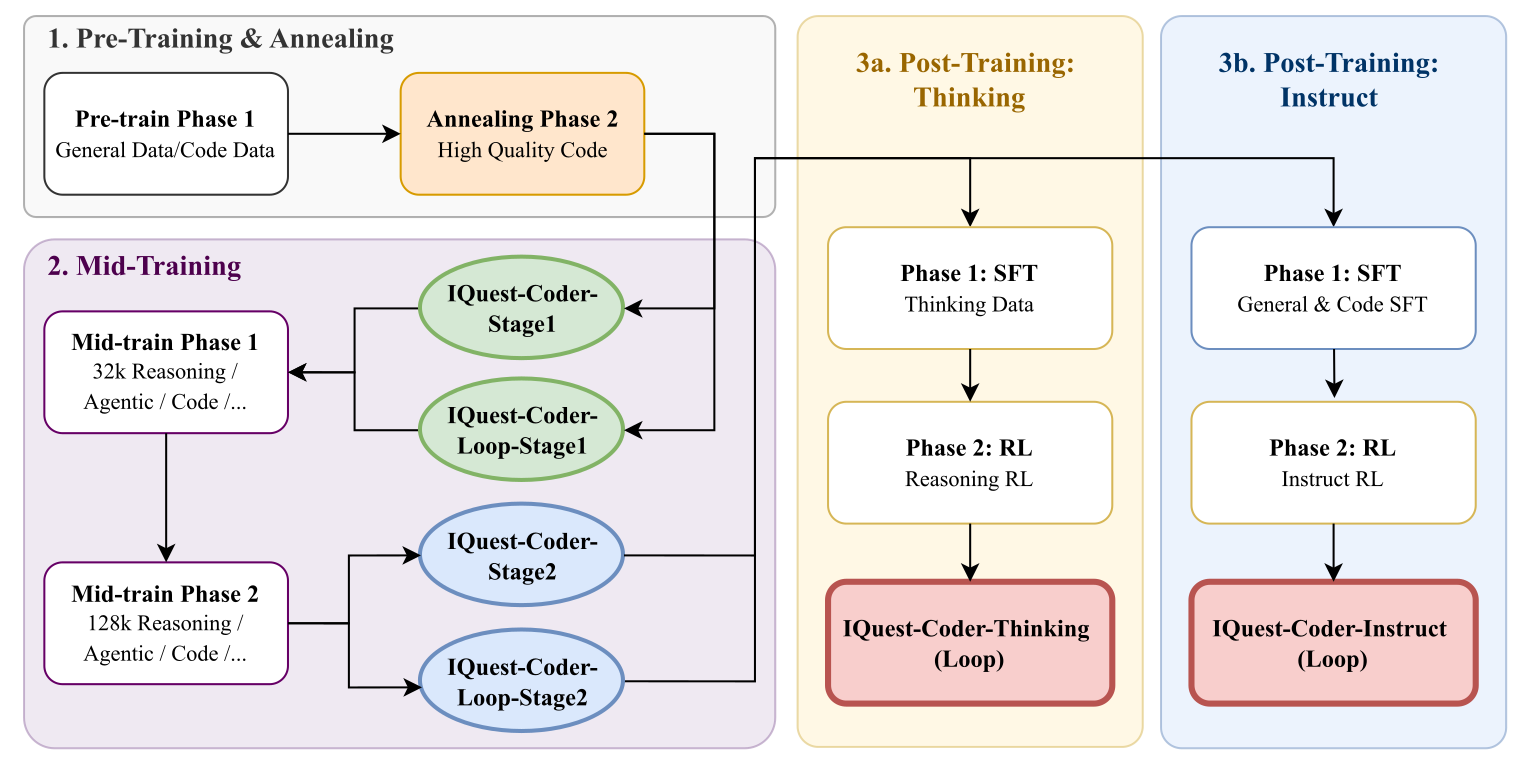 1. Pre-Training & Annealing
Pre-train Phase 1
General Data/Code Data
Annealing Phase 2
High Quality Code
2. Mid-Training
IQuest-Coder-
Stage1
Mid-train Phase 1
32k Reasoning /
Agentic / Code /...
IQuest-Coder-
Loop-Stage1
IQuest-Coder-
Stage2
Mid-train Phase 2
128k Reasoning /
Agentic / Code /...
IQuest-Coder-
Loop-Stage2
3a. Post-Training:
Thinking
Phase 1: SFT
Thinking Data
Phase 2: RL
Reasoning RL
IQuest-Coder-Thinking
(Loop)
3b. Post-Training:
Instruct
Phase 1: SFT
General & Code SFT
Phase 2: RL
Instruct RL
IQuest-Coder-Instruct
(Loop)